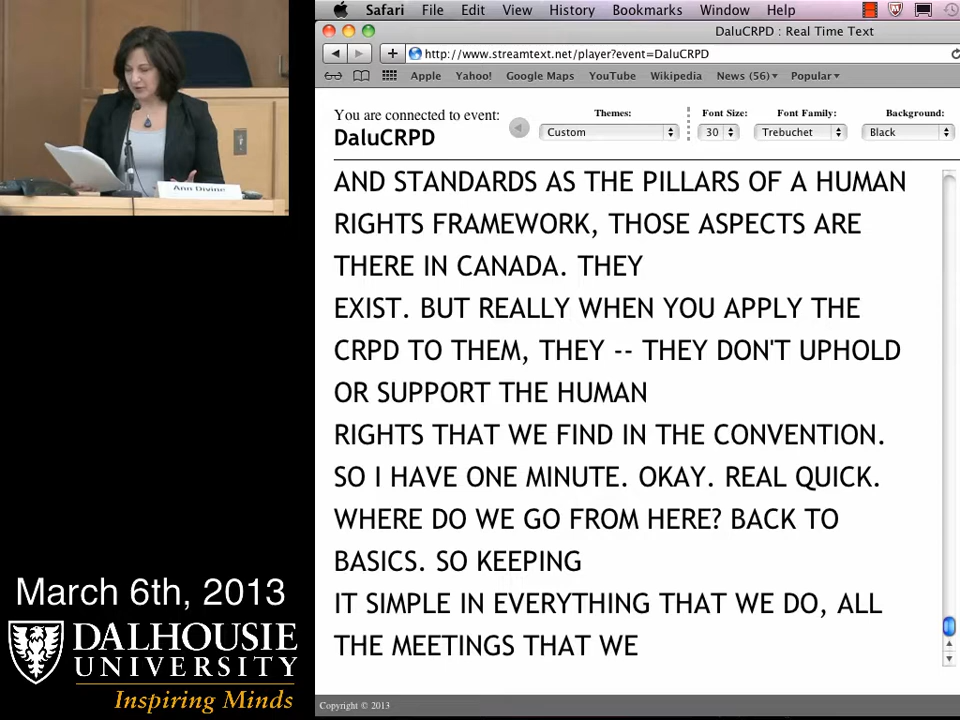 Safari File Edit View History Bookmarks Window Help
DaluCRPD : Real Time Text
http://www.streamtext.net/player?event=DaluCRPD
Apple Yahoo! Google Maps YouTube Wikipedia News (56)▾ Popular▾
You are connected to event:
DaluCRPD
Themes: Font Size: Font Family: Background:
Custom 30 Trebuchet Black
AND STANDARDS AS THE PILLARS OF A HUMAN
RIGHTS FRAMEWORK, THOSE ASPECTS ARE
THERE IN CANADA. THEY
EXIST. BUT REALLY WHEN YOU APPLY THE
CRPD TO THEM, THEY -- THEY DON'T UPHOLD
OR SUPPORT THE HUMAN
RIGHTS THAT WE FIND IN THE CONVENTION.
SO I HAVE ONE MINUTE. OKAY. REAL QUICK.
WHERE DO WE GO FROM HERE? BACK TO
BASICS. SO KEEPING
IT SIMPLE IN EVERYTHING THAT WE DO, ALL
THE MEETINGS THAT WE
Copyright © 2013
Ann Divine
March 6th, 2013
DALHOUSIE
UNIVERSITY
Inspiring Minds